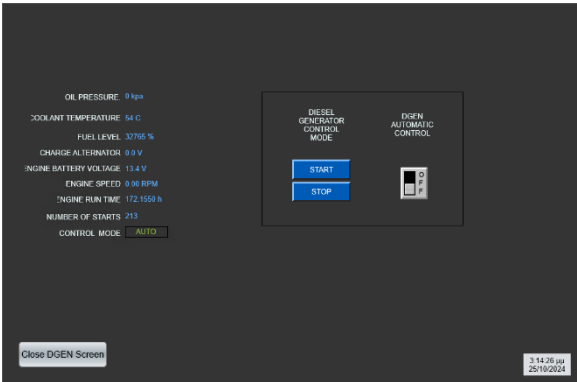 OIL PRESSURE 0 kpa
COOLANT TEMPERATURE 54 C
FUEL LEVEL 32765 %
CHARGE ALTERNATOR 0.0 V
ENGINE BATTERY VOLTAGE 13.4 V
ENGINE SPEED 0.00 RPM
ENGINE RUN TIME 172.1550 h
NUMBER OF STARTS 213
CONTROL MODE AUTO
DIESEL
GENERATOR
CONTROL
MODE
START
STOP
DGEN
AUTOMATIC
CONTROL
OFF
Close DGEN Screen
3:14:26 μμ
25/10/2024